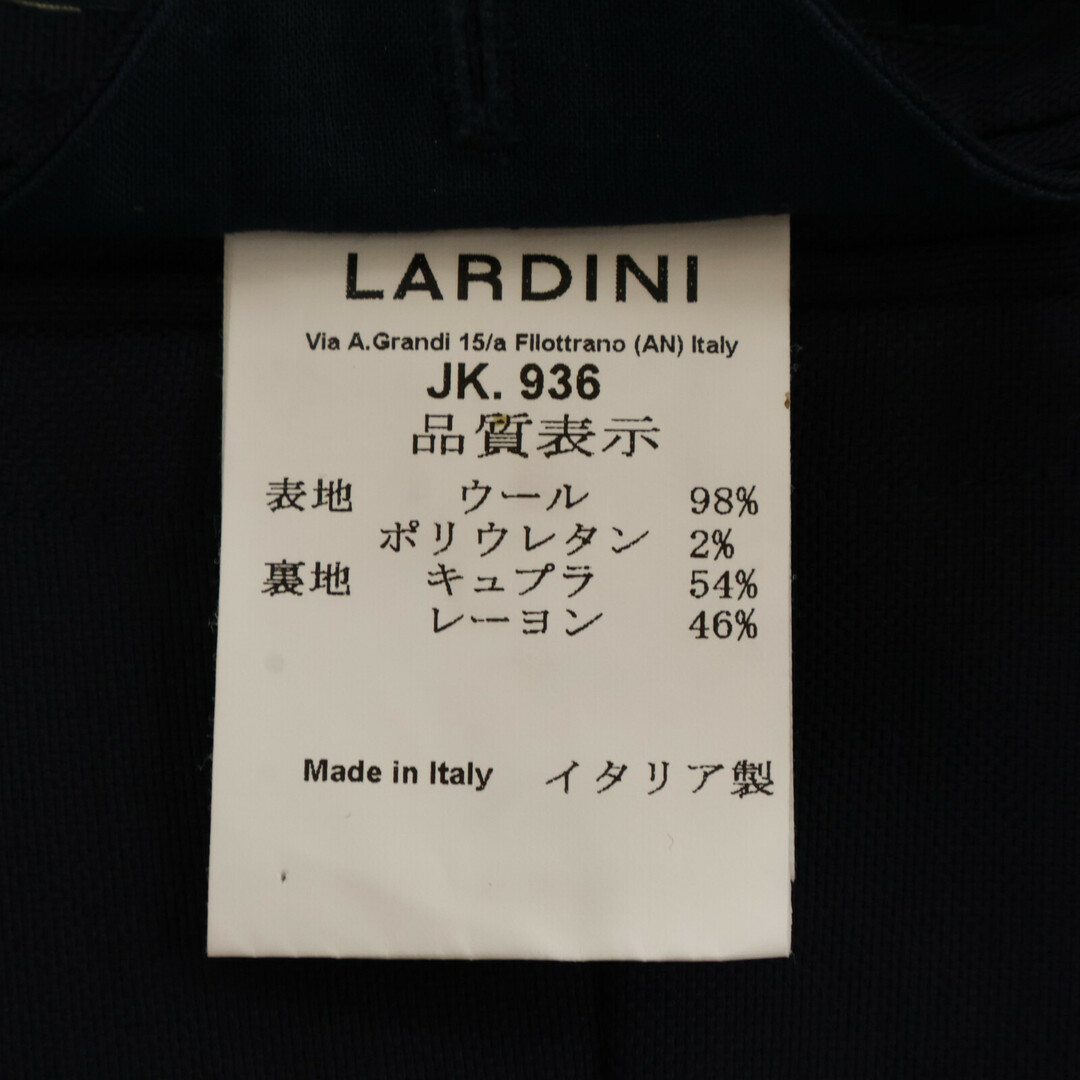 LARDINI
Via A.Grandi 15/a Fllottrano (AN) Italy
JK. 936
品質表示
表地 ウール 98%
ポリウレタン 2%
裏地 キュプラ 54%
レーヨン 46%
Made in Italy イタリア製